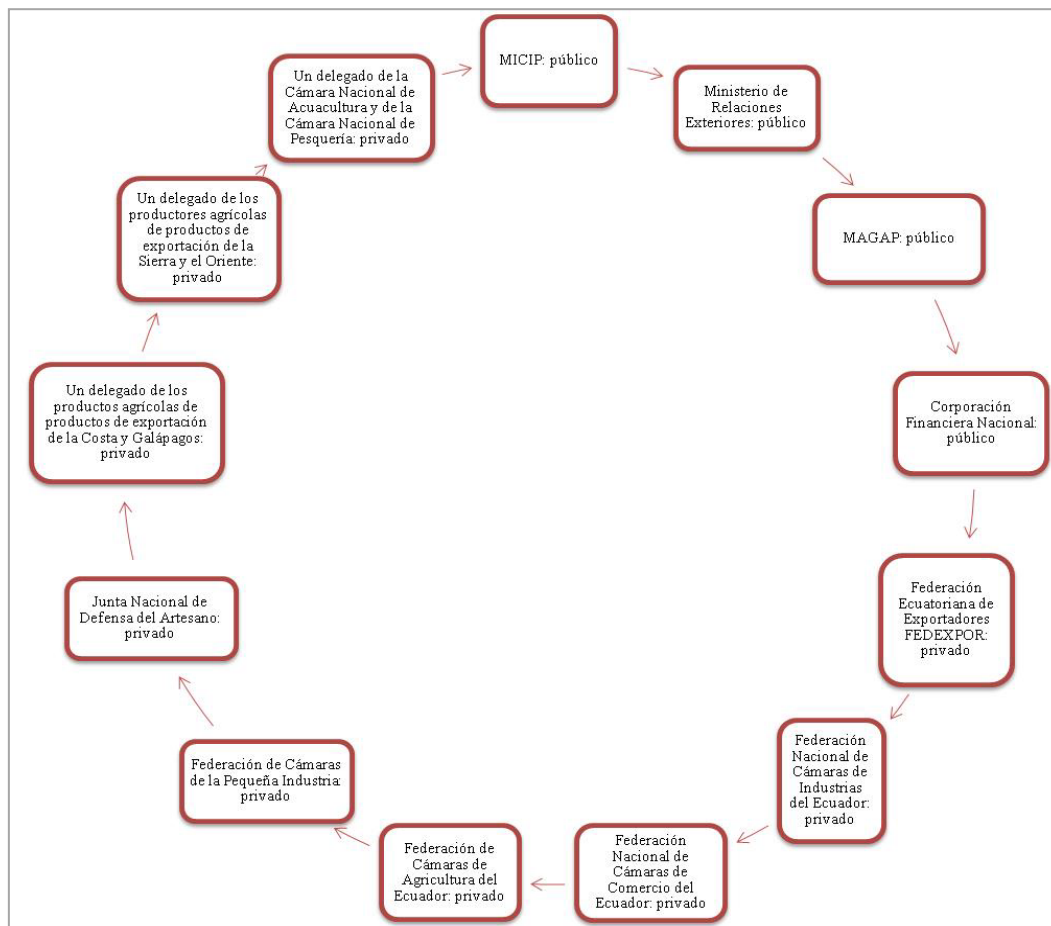 MICIP: público
Ministerio de
Relaciones
Exteriores: público
MAGAP: público
Corporación
Financiera Nacional:
público
Federación
Ecuatoriana de
Exportadores
FEDEXPOR:
privado
Federación
Nacional de
Cámaras de
Industrias
del Ecuador:
privado
Federación
Nacional de
Cámaras de
Comercio del
Ecuador: privado
Federación de
Cámaras de
Agricultura del
Ecuador: privado
Federación de Cámaras
de la Pequeña Industria:
privado
Junta Nacional de
Defensa del Artesano:
privado
Un delegado de los
productos agrícolas de
productos de exportación
de la Costa y Galápagos:
privado
Un delegado de los
productores agrícolas
de productos de
exportación de la
Sierra y el Oriente:
privado
Un delegado de la
Cámara Nacional de
Acuacultura y de la
Cámara Nacional de
Pesquería: privado